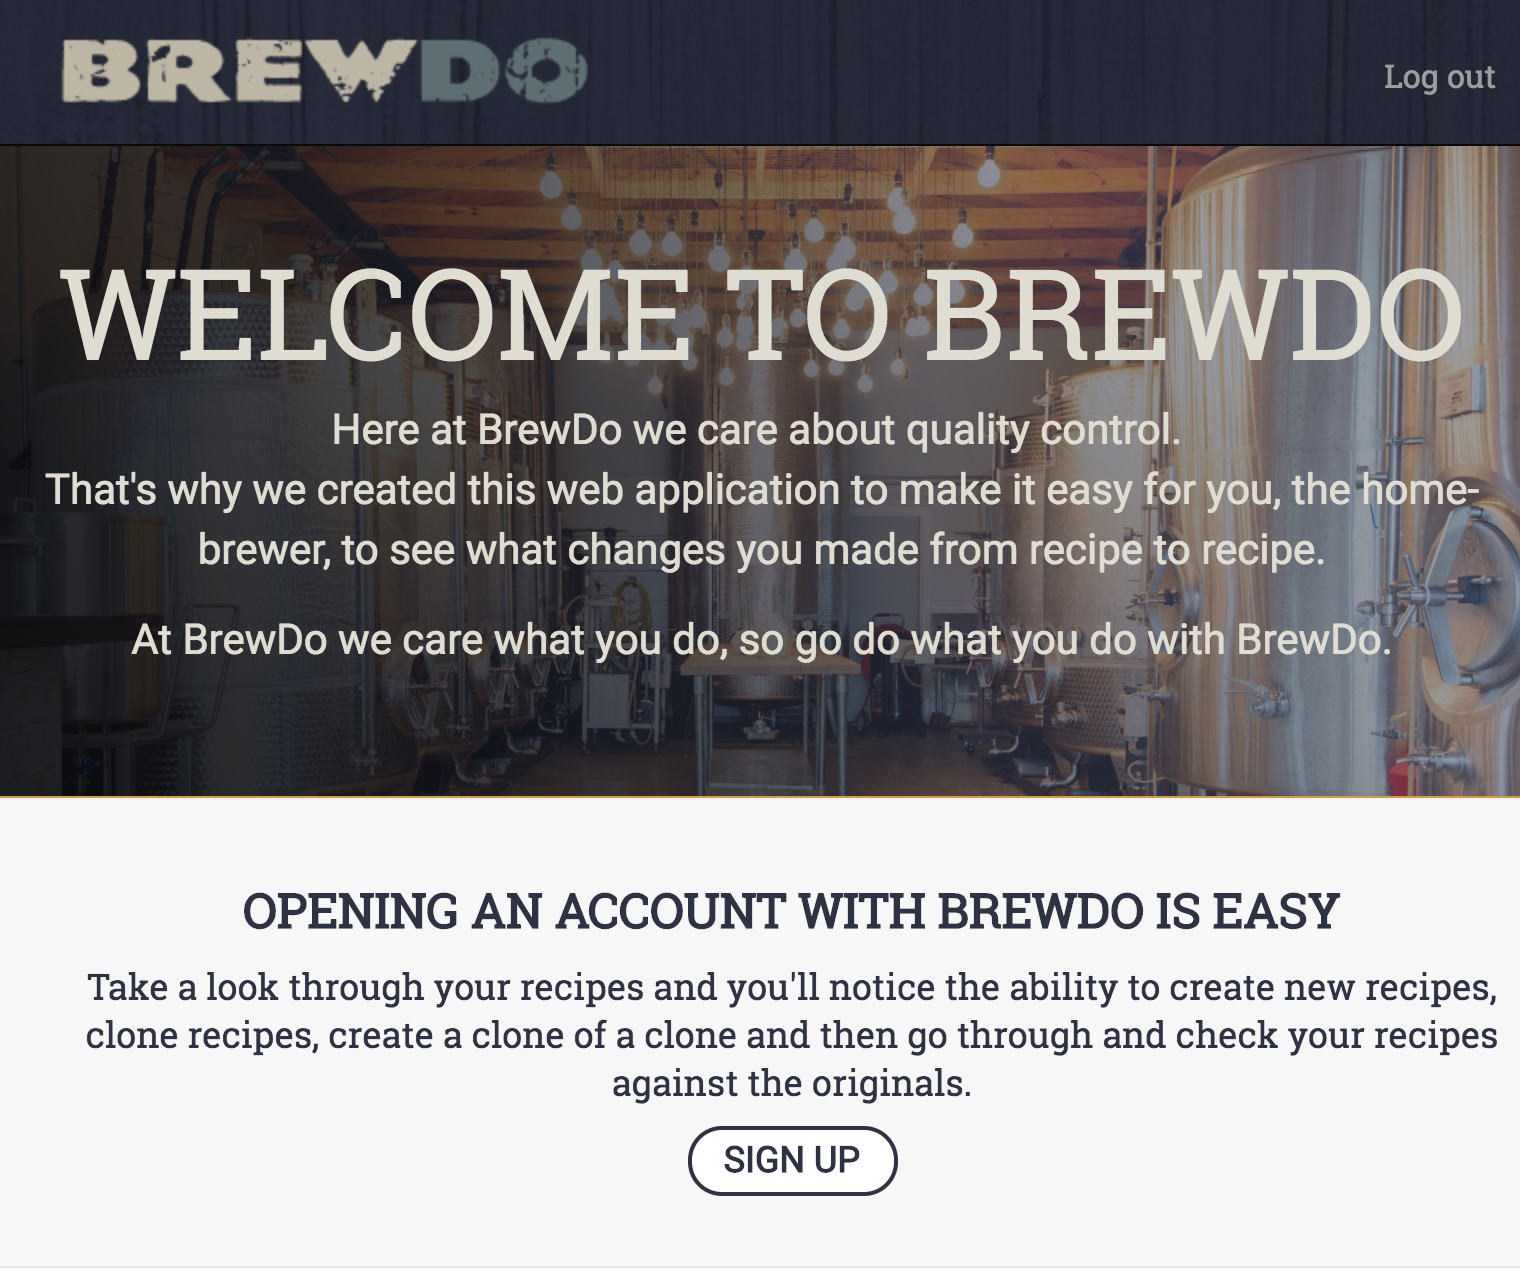 BREWDO
Log out
WELCOME TO BREWDO
Here at BrewDo we care about quality control.
That's why we created this web application to make it easy for you, the home-
brewer, to see what changes you made from recipe to recipe.
At BrewDo we care what you do, so go do what you do with BrewDo.
OPENING AN ACCOUNT WITH BREWDO IS EASY
Take a look through your recipes and you'll notice the ability to create new recipes,
clone recipes, create a clone of a clone and then go through and check your recipes
against the originals.
SIGN UP